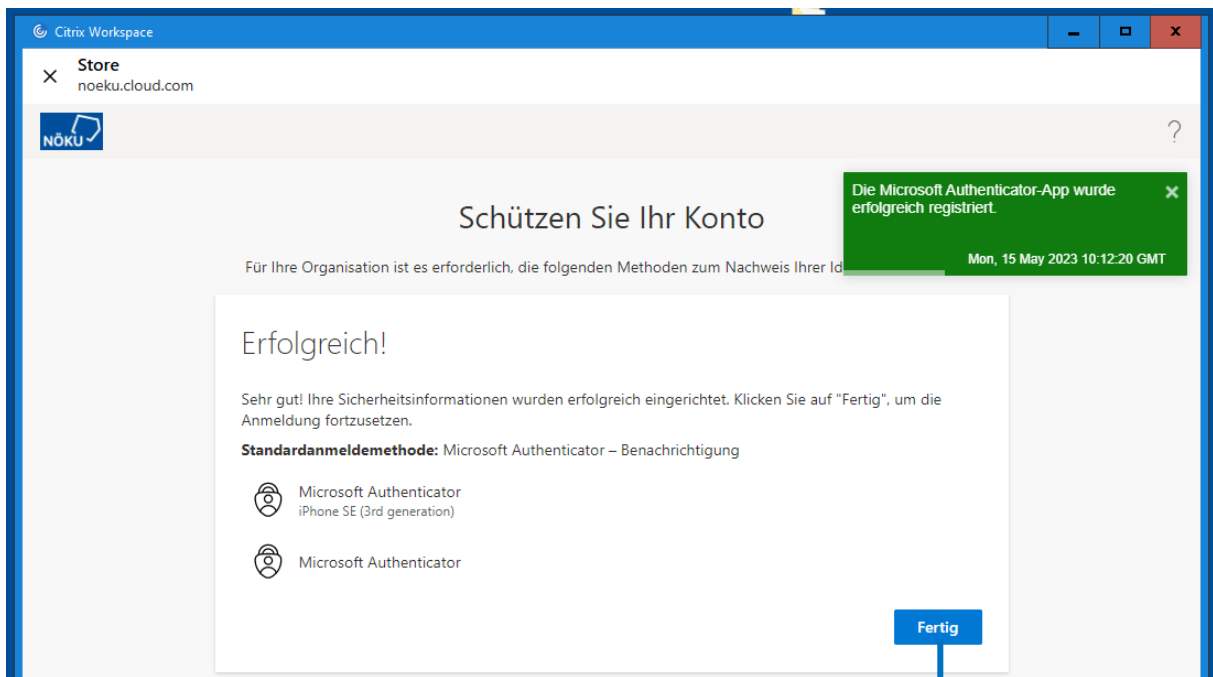 Citrix Workspace
Store
noeku.cloud.com
NÖKU
?
Die Microsoft Authenticator-App wurde
erfolgreich registriert.
Mon, 15 May 2023 10:12:20 GMT
Schützen Sie Ihr Konto
Für Ihre Organisation ist es erforderlich, die folgenden Methoden zum Nachweis Ihrer Id
Erfolgreich!
Sehr gut! Ihre Sicherheitsinformationen wurden erfolgreich eingerichtet. Klicken Sie auf "Fertig", um die
Anmeldung fortzusetzen.
Standardanmeldemethode: Microsoft Authenticator – Benachrichtigung
Microsoft Authenticator
iPhone SE (3rd generation)
Microsoft Authenticator
Fertig